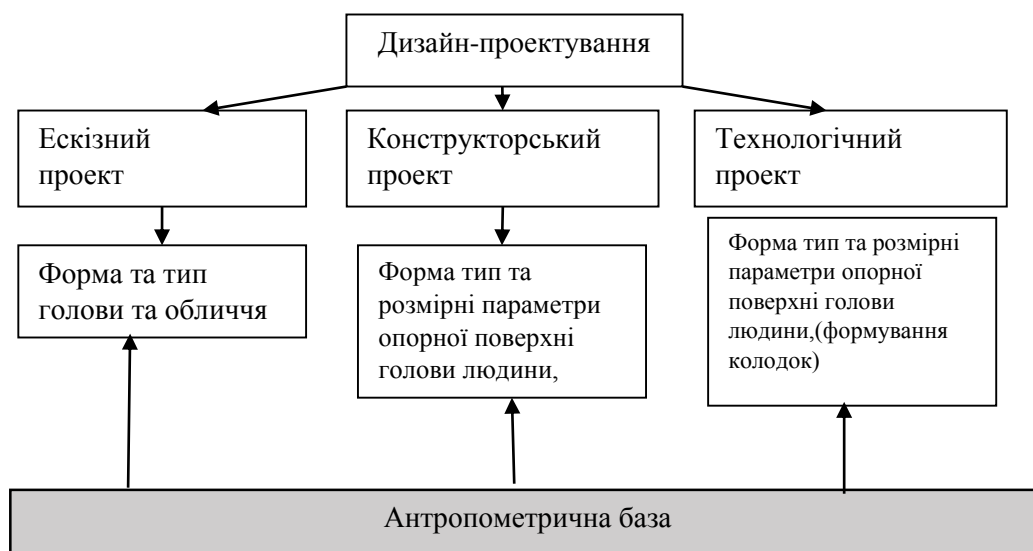 Дизайн-проектування
Ескізний
проект
Конструкторський
проект
Технологічний
проект
Форма та тип
голови та обличчя
Форма тип та
розмірні параметри
опорної поверхні
голови людини,
Форма тип та розмірні
параметри опорної
поверхні голови
людини,(формування
колодок)
Антропометрична база